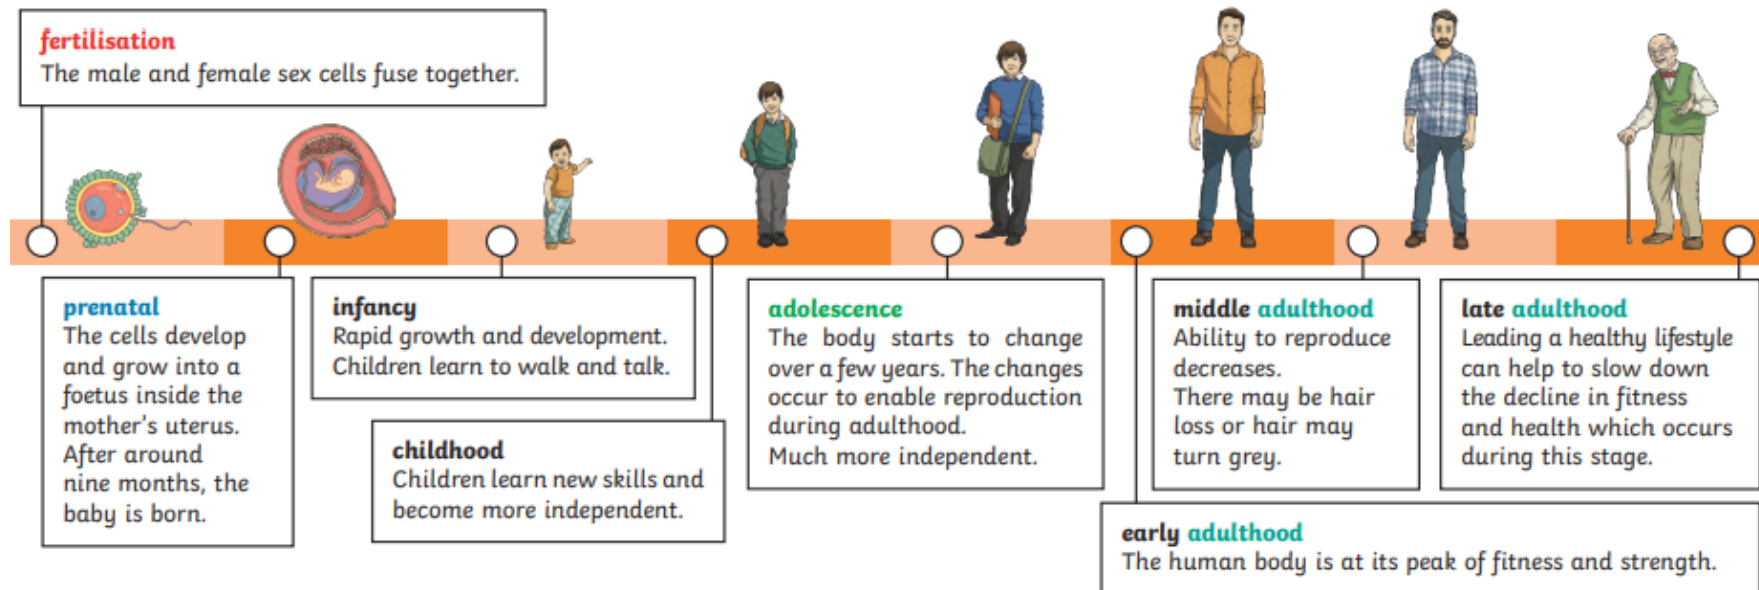 fertilisation
The male and female sex cells fuse together.
prenatal
The cells develop
and grow into a
foetus inside the
mother's uterus.
After around
nine months, the
baby is born.
infancy
Rapid growth and development.
Children learn to walk and talk.
childhood
Children learn new skills and
become more independent.
adolescence
The body starts to change
over a few years. The changes
occur to enable reproduction
during adulthood.
Much more independent.
early adulthood
The human body is at its peak of fitness and strength.
middle adulthood
Ability to reproduce
decreases.
There may be hair
loss or hair may
turn grey.
late adulthood
Leading a healthy lifestyle
can help to slow down
the decline in fitness
and health which occurs
during this stage.